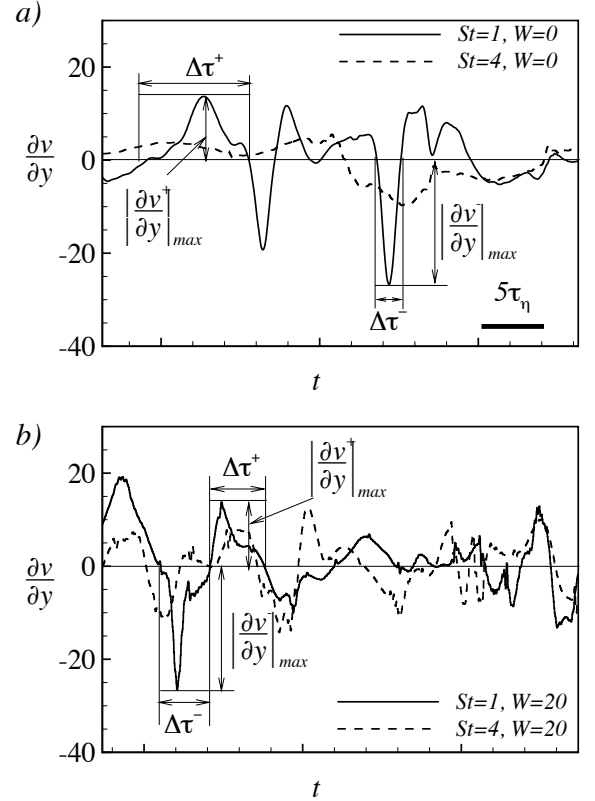 a)
St=1, W=0
St=4, W=0
20
0
-20
-40
∂v
∂y
Δτ⁺
|∂v⁺
∂y|max
|∂v⁻
∂y|max
Δτ⁻
5τη
t
b)
20
0
-20
-40
∂v
∂y
Δτ⁺
|∂v⁺
∂y|max
|∂v⁻
∂y|max
Δτ⁻
St=1, W=20
St=4, W=20
t